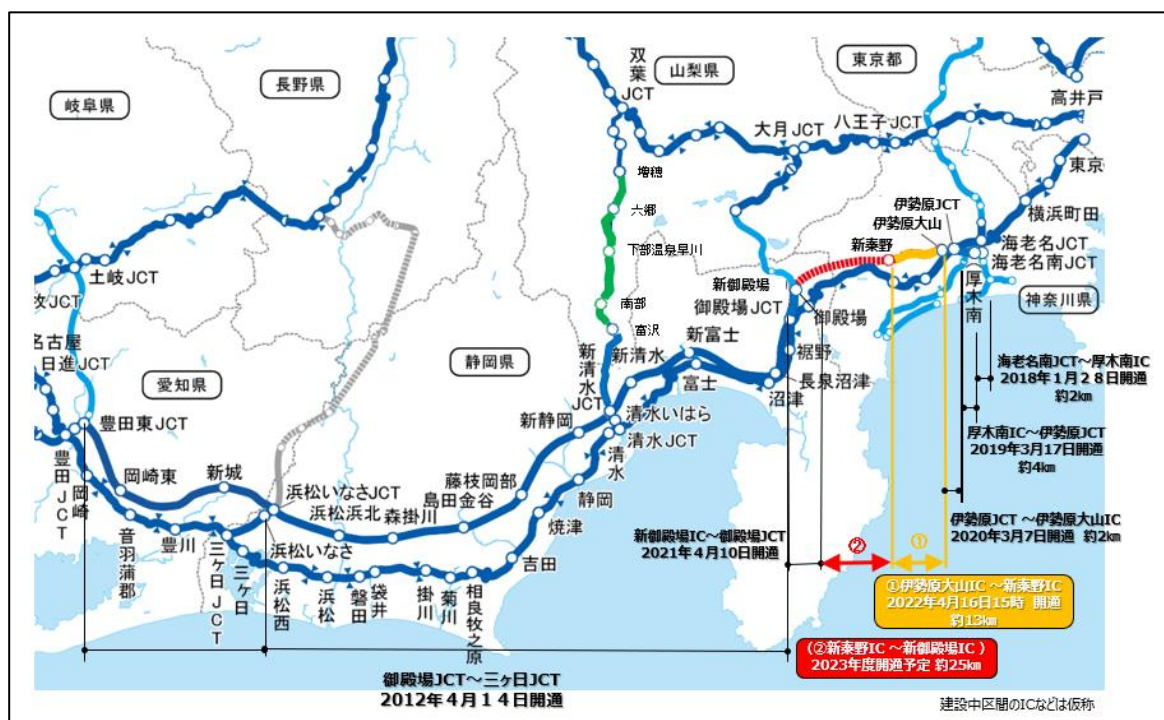 岐阜県
長野県
山梨県
東京都
双葉JCT
大月JCT
八王子JCT
高井戸
東京
増穂
六郷
下部温泉早川
南部
富沢
伊勢原JCT
伊勢原大山
新秦野
横浜町田
海老名JCT
海老名南JCT
厚木南
神奈川県
土岐JCT
牧JCT
名古屋
日進JCT
愛知県
静岡県
新御殿場
御殿場JCT
御殿場
裾野
長泉沼津
沼津
新富士
富士
新清水
新清水JCT
清水いはら
清水JCT
清水
新静岡
静岡
藤枝岡部
島田金谷
焼津
吉田
森掛川
浜松浜北
浜松いなさJCT
浜松いなさ
新城
岡崎東
豊田東JCT
豊田JCT
岡崎
音羽蒲郡
豊川
三ヶ日JCT
三ヶ日
浜松西
浜松
磐田
袋井
掛川
菊川
相良牧之原
海老名南JCT～厚木南IC
2018年1月28日開通
約2km
厚木南IC～伊勢原JCT
2019年3月17日開通
約4km
伊勢原JCT～伊勢原大山IC
2020年3月7日開通 約2km
新御殿場IC～御殿場JCT
2021年4月10日開通
②
①
①伊勢原大山IC～新秦野IC
2022年4月16日15時 開通
約13km
(②新秦野IC～新御殿場IC)
2023年度開通予定 約25km
御殿場JCT～三ヶ日JCT
2012年4月14日開通
建設中区間のICなどは仮称